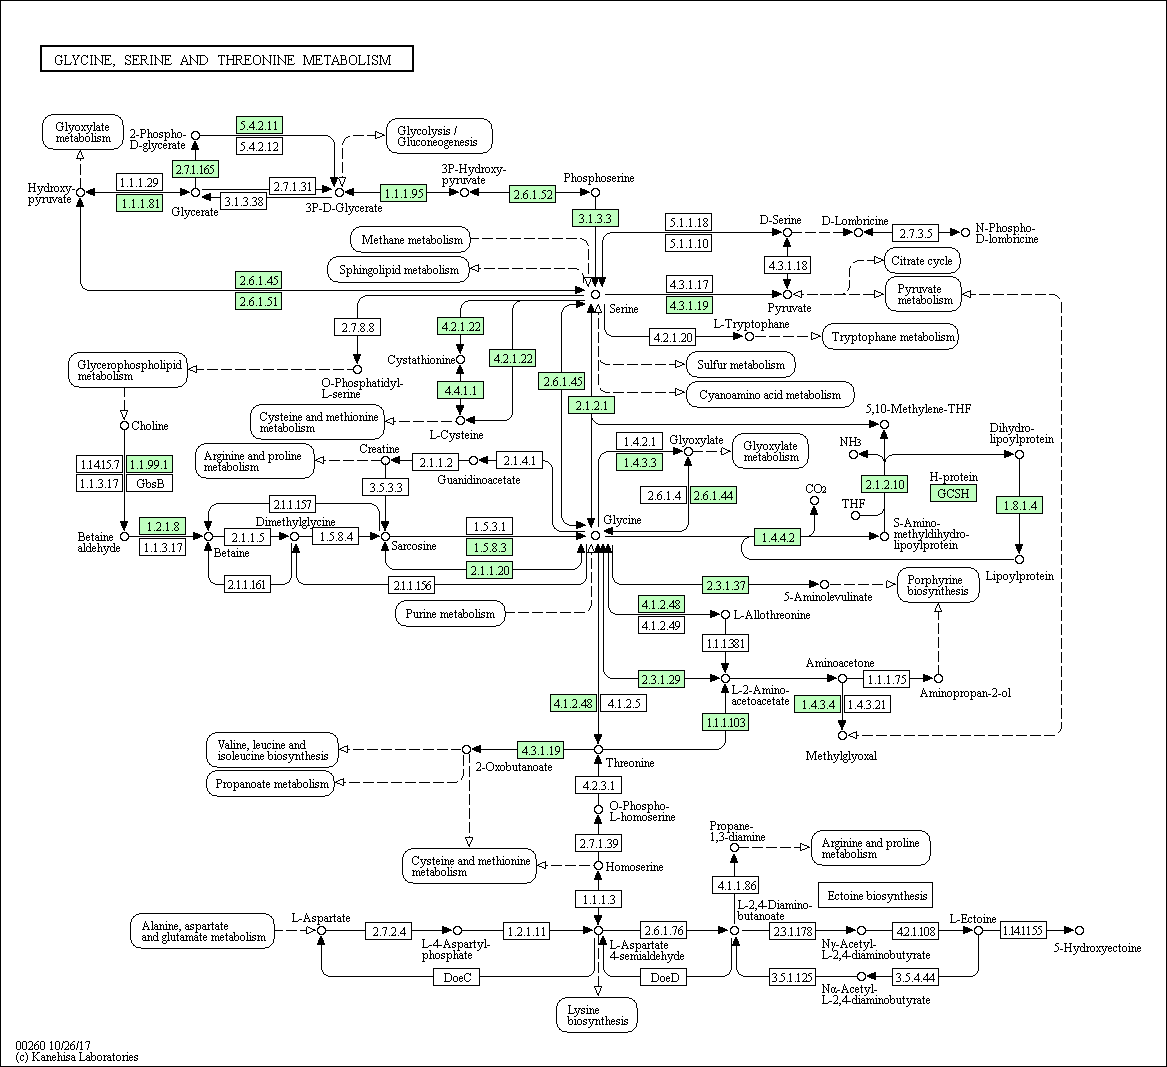 GLYCINE, SERINE AND THREONINE METABOLISM
Glyoxylate
metabolism
2-Phospho-
D-glycerate
5.4.2.11
5.4.2.12
Glycolysis /
Gluconeogenesis
2.7.1.165
3P-Hydroxy-
pyruvate
Phosphoserine
Hydroxy-
pyruvate
1.1.1.29
1.1.1.81
Glycerate
2.7.1.31
3.1.3.38
3P-D-Glycerate
1.1.1.95
2.6.1.52
3.1.3.3
Methane metabolism
Sphingolipid metabolism
5.1.1.18
5.1.1.10
D-Serine
D-Lombricine
2.7.3.5
N-Phospho-
D-lombricine
4.3.1.18
Citrate cycle
2.6.1.45
2.6.1.51
Serine
4.3.1.17
4.3.1.19
Pyruvate
Pyruvate
metabolism
2.7.8.8
4.2.1.22
4.2.1.20
L-Tryptophane
Tryptophane metabolism
Glycerophospholipid
metabolism
O-Phosphatidyl-
L-serine
Cystathionine
4.2.1.22
Sulfur metabolism
4.4.1.1
2.6.1.45
2.1.2.1
Cyanoamino acid metabolism
Choline
Cysteine and methionine
metabolism
L-Cysteine
5,10-Methylene-THF
1.14.15.7
1.1.99.1
1.1.3.17
GbsB
Arginine and proline
metabolism
Creatine
2.1.1.2
Guanidinoacetate
2.1.4.1
1.4.2.1
1.4.3.3
Glyoxylate
Glyoxylate
metabolism
NH3
Dihydro-
lipoylprotein
3.5.3.3
2.6.1.4
2.6.1.44
CO2
THF
2.1.2.10
H-protein
GCSH
1.8.1.4
Betaine
aldehyde
1.2.1.8
1.1.3.17
2.1.1.157
Betaine
2.1.1.5
Dimethylglycine
1.5.8.4
Sarcosine
1.5.3.1
1.5.8.3
2.1.1.20
Glycine
1.4.4.2
S-Amino-
methyldihydro-
lipoylprotein
Lipoylprotein
2.1.1.161
2.1.1.156
Purine metabolism
2.3.1.37
5-Aminolevulinate
Porphyrine
biosynthesis
4.1.2.48
4.1.2.49
L-Allothreonine
1.1.1.381
2.3.1.29
L-2-Amino-
acetoacetate
Aminoacetone
1.1.1.75
Aminopropan-2-ol
4.1.2.48
4.1.2.5
1.1.1.103
1.4.3.4
1.4.3.21
Methylglyoxal
Valine, leucine and
isoleucine biosynthesis
4.3.1.19
2-Oxobutanoate
Threonine
Propanoate metabolism
4.2.3.1
O-Phospho-
L-homoserine
2.7.1.39
Cysteine and methionine
metabolism
Homoserine
Propane-
1,3-diamine
Arginine and proline
metabolism
1.1.1.3
4.1.1.86
Ectoine biosynthesis
Alanine, aspartate
and glutamate metabolism
L-Aspartate
2.7.2.4
L-4-Aspartyl-
phosphate
1.2.1.11
L-Aspartate
4-semialdehyde
2.6.1.76
L-2,4-Diamino-
butanoate
2.3.1.178
Nγ-Acetyl-
L-2,4-diaminobutyrate
4.2.1.108
L-Ectoine
1.14.11.55
5-Hydroxyectoine
DoeC
DoeD
3.5.1.125
Nα-Acetyl-
L-2,4-diaminobutyrate
3.5.4.44
Lysine
biosynthesis
00260 10/26/17
(c) Kanehisa Laboratories